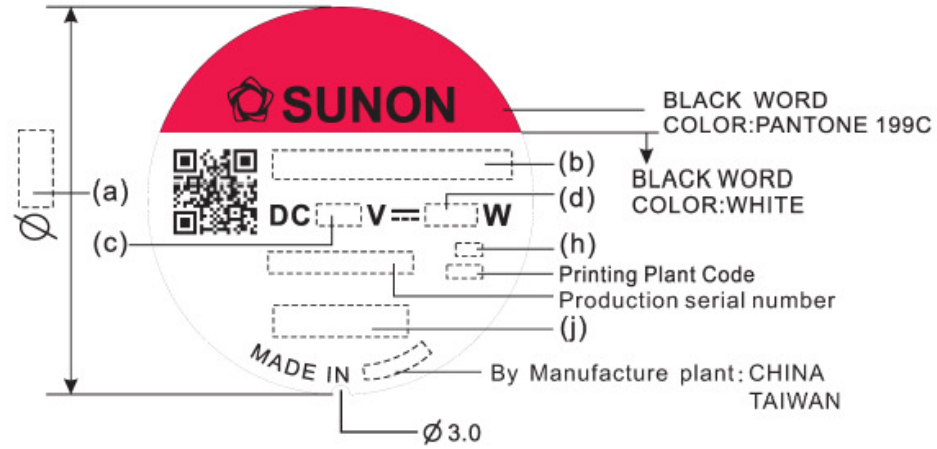 SUNON
BLACK WORD
COLOR:PANTONE 199C
BLACK WORD
COLOR:WHITE
(a)
Ø
(b)
(c)
DC V⎓ W
(d)
(h)
Printing Plant Code
Production serial number
(j)
MADE IN
By Manufacture plant: CHINA
TAIWAN
Ø 3.0